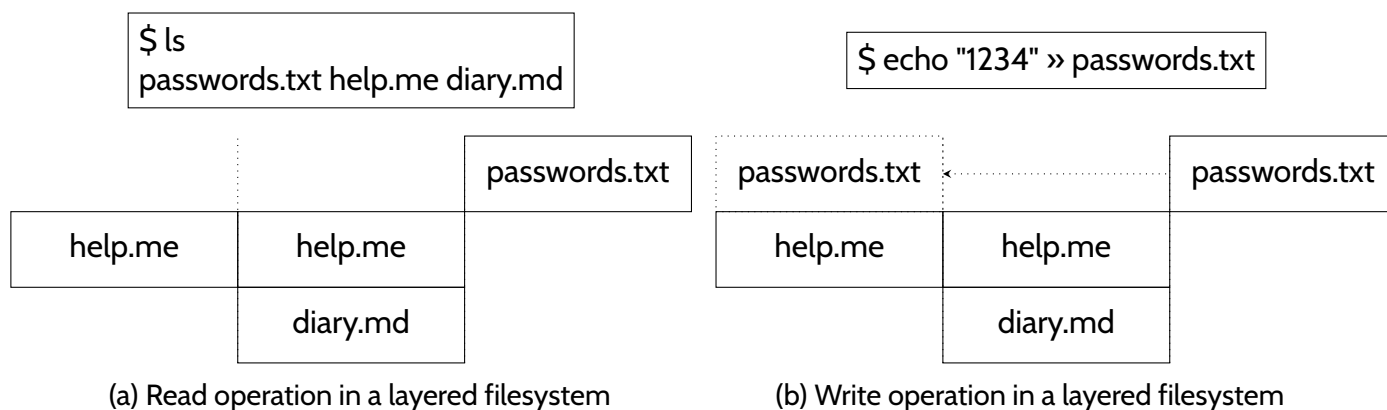 $ ls
passwords.txt help.me diary.md
passwords.txt
help.me help.me
diary.md
(a) Read operation in a layered filesystem
$ echo "1234" » passwords.txt
passwords.txt passwords.txt
help.me help.me
diary.md
(b) Write operation in a layered filesystem